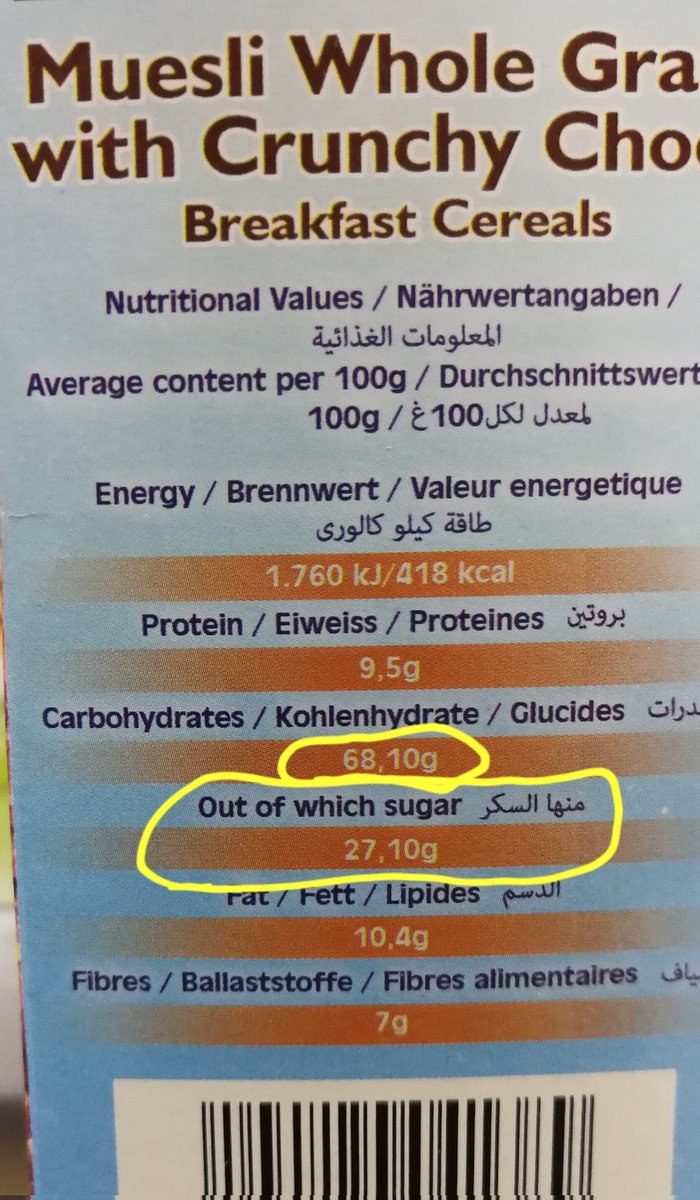 Muesli Whole Gra
with Crunchy Cho
Breakfast Cereals
Nutritional Values / Nährwertangaben /
المعلومات الغذائية
Average content per 100g / Durchschnittswert
100g / لمعدل لكل 100غ
Energy / Brennwert / Valeur energetique
طاقة كيلو كالورى
1.760 kJ/418 kcal
Protein / Eiweiss / Proteines بروتين
9,5g
Carbohydrates / Kohlenhydrate / Glucides
68,10g
Out of which sugar منها السكر
27,10g
Fat / Fett / Lipides الدسم
10,4g
Fibres / Ballaststoffe / Fibres alimentaires
7g